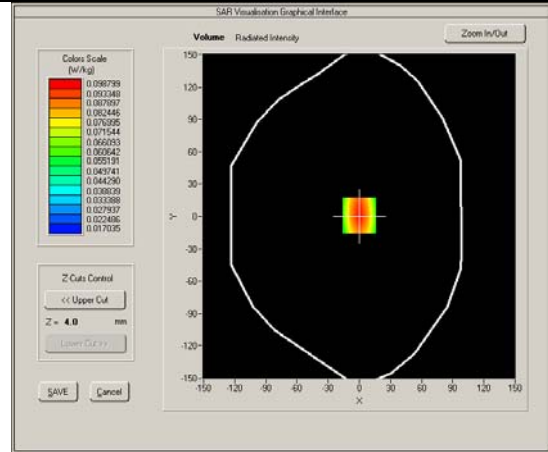 SAR Visualisation Graphical Interface
Volume Radiated Intensity
Zoom In/Out
Colors Scale
(W/kg)
0.098799
0.093348
0.087897
0.082446
0.076995
0.071544
0.066093
0.060642
0.055191
0.049741
0.044290
0.038839
0.033388
0.027937
0.022486
0.017035
Z Cuts Control
<< Upper Cut
Z = 4.0 mm
Lower Cut >>
SAVE Cancel
150
120
90
60
30
0
-30
-60
-90
-120
-150
Y
-150 -120 -90 -60 -30 0 30 60 90 120 150
X